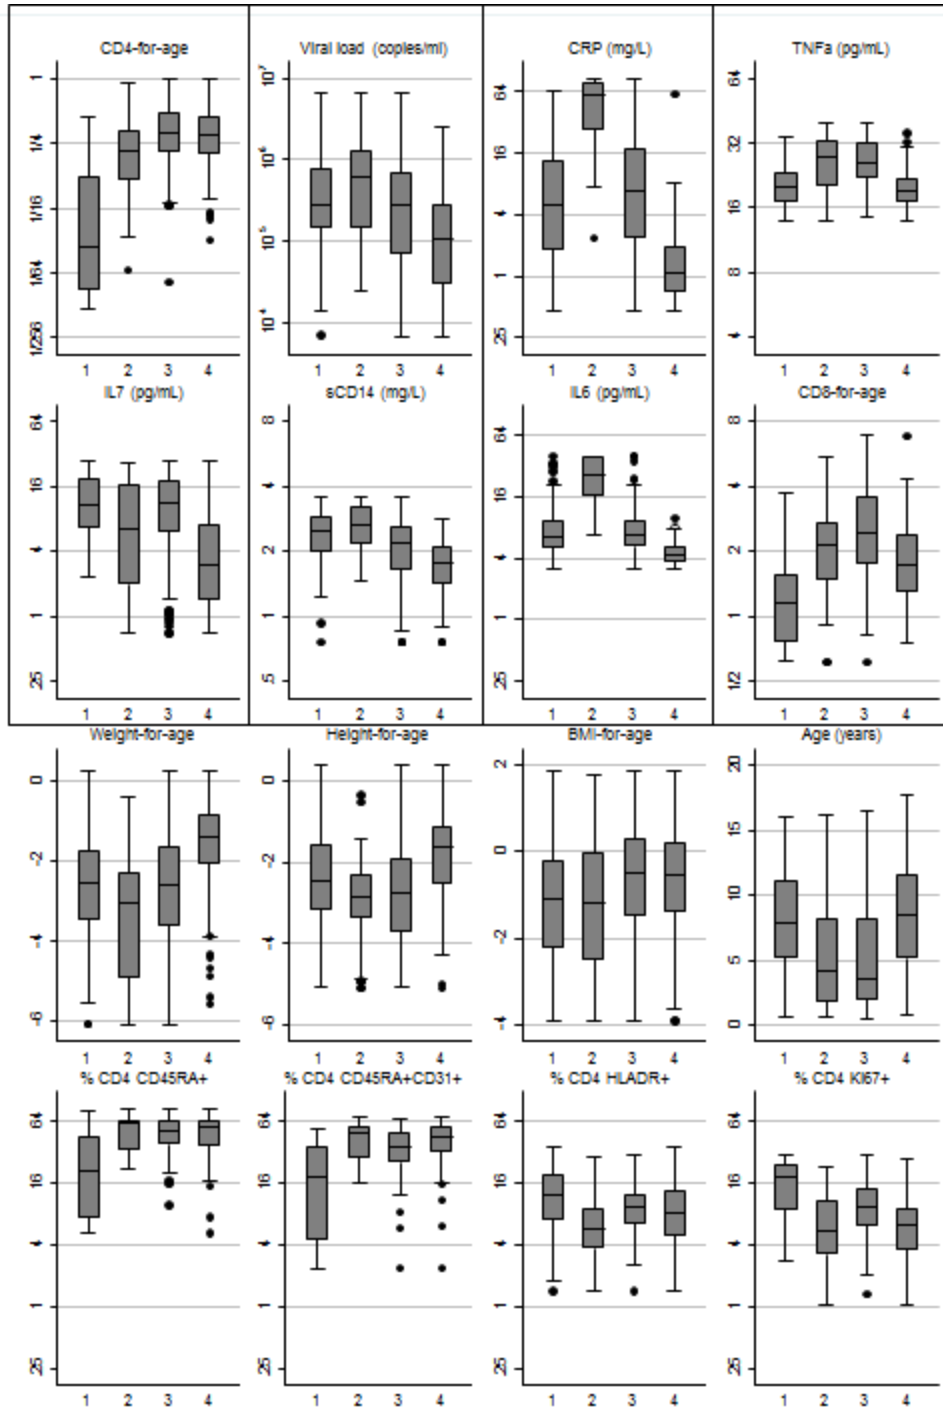 CD4-for-age Viral load (copies/ml) CRP (mg/L) TNFa (pg/mL)
1 10⁷ 64 64
1/4 10⁶ 16 32
1/16 10⁵ 4 16
1/64 10⁴ 1 8
1/256 .25 4
1 2 3 4 1 2 3 4 1 2 3 4 1 2 3 4
IL7 (pg/mL) sCD14 (mg/L) IL6 (pg/mL) CD8-for-age
64 8 64 8
16 4 16 4
4 2 4 2
1 1 1 1
.25 .5 .25 1/2
1 2 3 4 1 2 3 4 1 2 3 4 1 2 3 4
Weight-for-age Height-for-age BMI-for-age Age (years)
0 0 2 20
-2 -2 0 15
-4 -4 -2 10
-6 -6 -4 5
0
1 2 3 4 1 2 3 4 1 2 3 4 1 2 3 4
% CD4 CD45RA+ % CD4 CD45RA+CD31+ % CD4 HLADR+ % CD4 KI67+
64 64 64 64
16 16 16 16
4 4 4 4
1 1 1 1
.25 .25 .25 .25
1 2 3 4 1 2 3 4 1 2 3 4 1 2 3 4